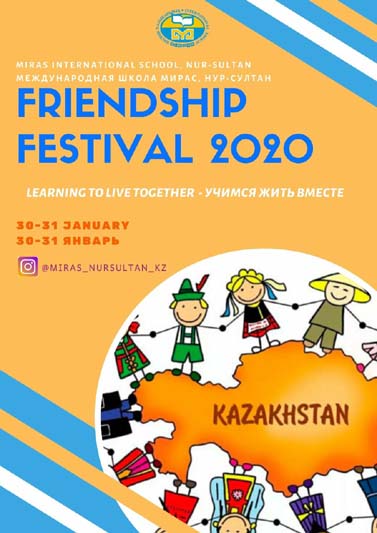 MIRAS INTERNATIONAL SCHOOL, NUR-SULTAN
МЕЖДУНАРОДНАЯ ШКОЛА МИРАС, НУР-СУЛТАН
FRIENDSHIP
FESTIVAL 2020
LEARNING TO LIVE TOGETHER - УЧИМСЯ ЖИТЬ ВМЕСТЕ
30-31 JANUARY
30-31 ЯНВАРЬ
@MIRAS_NURSULTAN_KZ
KAZAKHSTAN